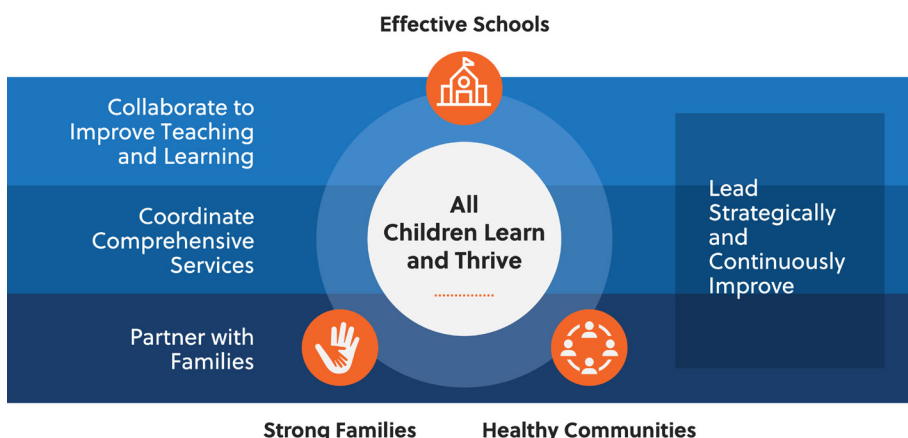 Effective Schools
Collaborate to
Improve Teaching
and Learning
Coordinate
Comprehensive
Services
Partner with
Families
All
Children Learn
and Thrive
Lead
Strategically
and
Continuously
Improve
Strong Families
Healthy Communities